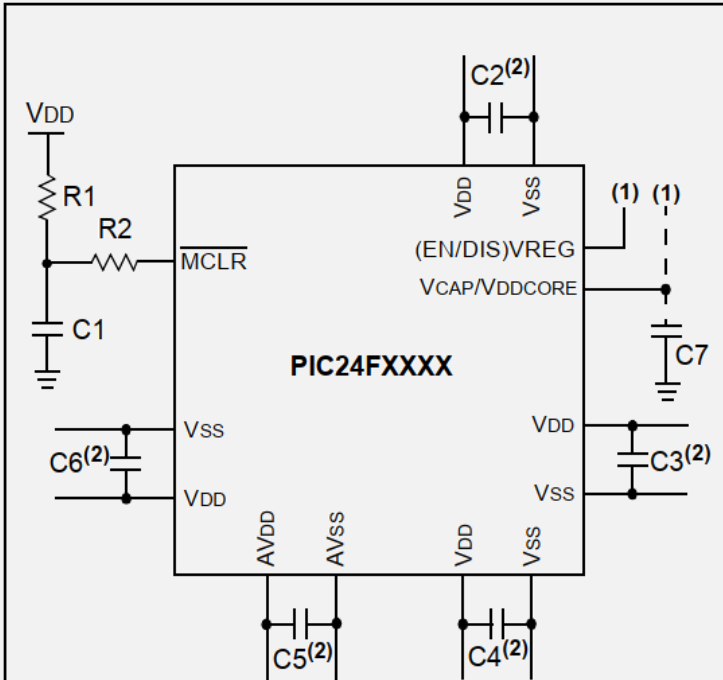 C2(2)
VDD
R1
R2
C1
VDD
VSS
(1)
(1)
MCLR
(EN/DIS)VREG
VCAP/VDDCORE
C7
PIC24FXXXX
VSS
C6(2)
VDD
VDD
C3(2)
VSS
AVDD
AVSS
VDD
VSS
C5(2)
C4(2)